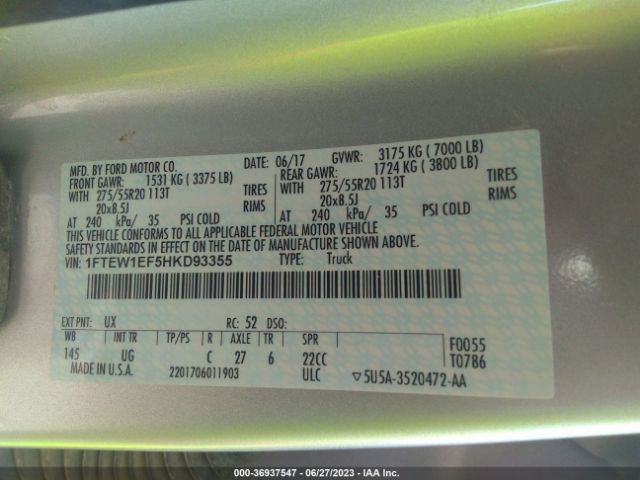 MFD. BY FORD MOTOR CO.
DATE: 06/17 GVWR: 3175 KG ( 7000 LB)
FRONT GAWR: 1531 KG ( 3375 LB)
REAR GAWR: 1724 KG ( 3800 LB)
WITH 275/55R20 113T TIRES
WITH 275/55R20 113T TIRES
20x8.5J RIMS
20x8.5J RIMS
AT 240 kPa/ 35 PSI COLD
AT 240 kPa/ 35 PSI COLD
THIS VEHICLE CONFORMS TO ALL APPLICABLE FEDERAL MOTOR VEHICLE
SAFETY STANDARDS IN EFFECT ON THE DATE OF MANUFACTURE SHOWN ABOVE.
VIN: 1FTEW1EF5HKD93355 TYPE: Truck
EXT PNT: UX RC: 52 DSO:
WB INT TR TP/PS R AXLE TR SPR F0055
145 UG C 27 6 22CC T0786
MADE IN U.S.A. 2201706011903 ULC ▽5U5A-3520472-AA
000-36937547 - 06/27/2023 - IAA Inc.